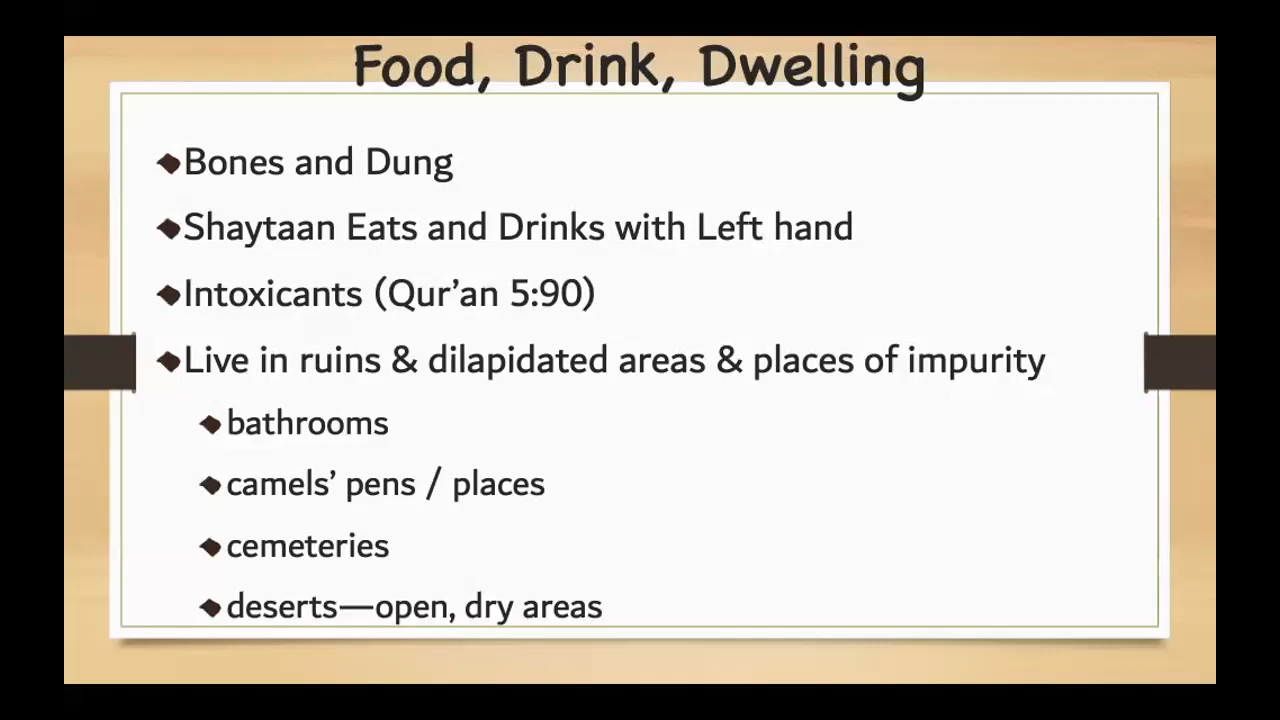 Food, Drink, Dwelling
Bones and Dung
Shaytaan Eats and Drinks with Left hand
Intoxicants (Qur’an 5:90)
Live in ruins & dilapidated areas & places of impurity
bathrooms
camels’ pens / places
cemeteries
deserts—open, dry areas